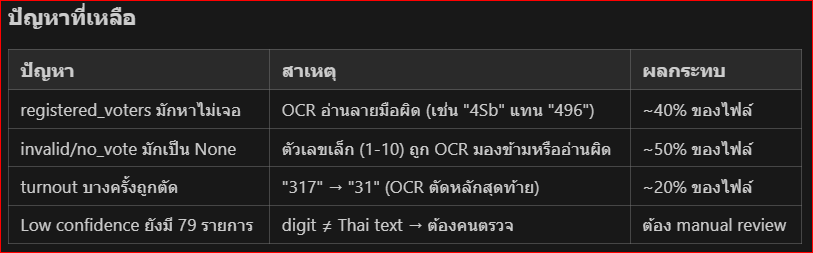 ปัญหาที่เหลือ
ปัญหา สาเหตุ ผลกระทบ
registered_voters มักหาไม่เจอ OCR อ่านลายมือผิด (เช่น "4Sb" แทน "496") ~40% ของไฟล์
invalid/no_vote มักเป็น None ตัวเลขเล็ก (1-10) ถูก OCR มองข้ามหรืออ่านผิด ~50% ของไฟล์
turnout บางครั้งถูกตัด "317" → "31" (OCR ตัดหลักสุดท้าย) ~20% ของไฟล์
Low confidence ยังมี 79 รายการ digit ≠ Thai text → ต้องคนตรวจ ต้อง manual review